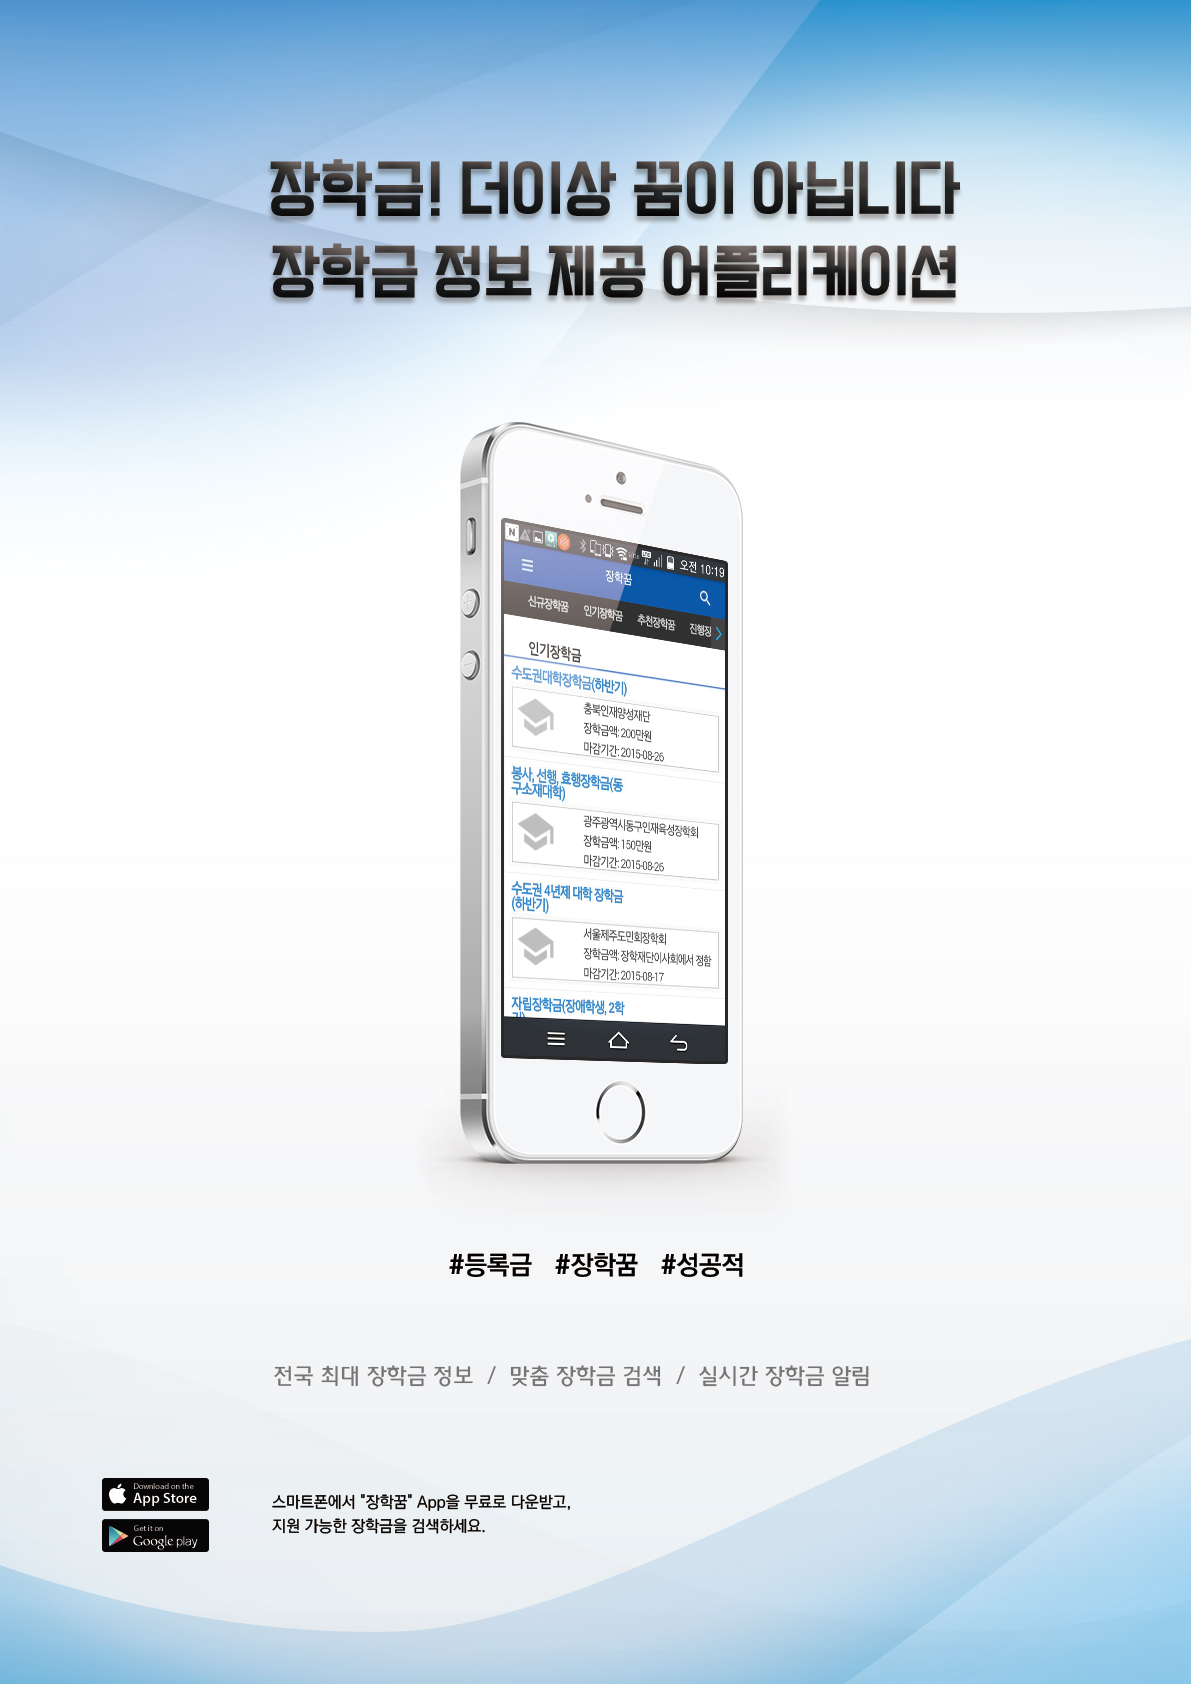 장학금! 더이상 꿈이 아닙니다
장학금 정보 제공 어플리케이션
오전 10:19
장학꿈
신규장학꿈 인기장학꿈 추천장학꿈 진행장
인기장학금
수도권대학장학금(하반기)
충북인재양성재단
장학금액: 200만원
마감기간: 2015-08-26
봉사, 선행, 효행장학금(동
구소재대학)
광주광역시동구인재육성장학회
장학금액: 150만원
마감기간: 2015-08-26
수도권 4년제 대학 장학금
(하반기)
서울제주도민회장학회
장학금액: 장학재단이사회에서 정함
마감기간: 2015-08-17
자립장학금(장애학생, 2학
#등록금 #장학꿈 #성공적
전국 최대 장학금 정보 / 맞춤 장학금 검색 / 실시간 장학금 알림
Download on the
App Store
Get it on
Google play
스마트폰에서 "장학꿈" App을 무료로 다운받고,
지원 가능한 장학금을 검색하세요.